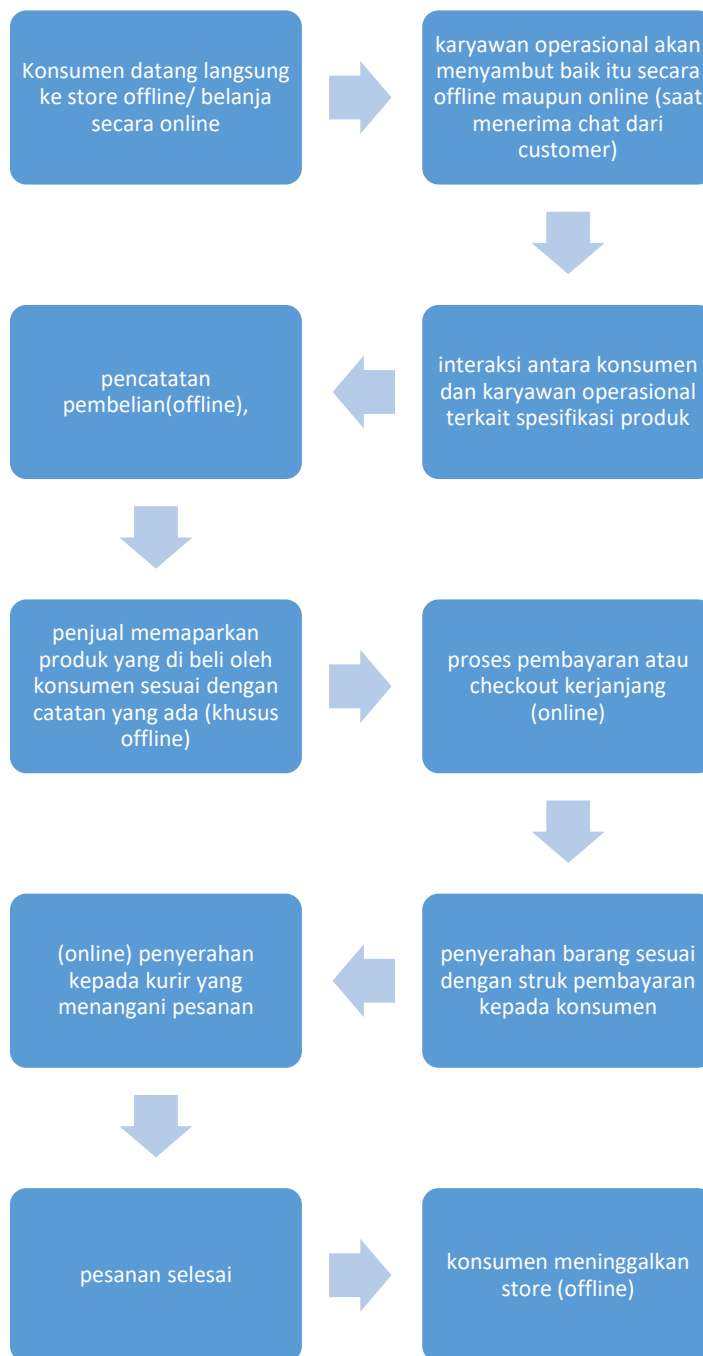 Konsumen datang langsung
ke store offline/ belanja
secara online
karyawan operasional akan
menyambut baik itu secara
offline maupun online (saat
menerima chat dari
customer)
interaksi antara konsumen
dan karyawan operasional
terkait spesifikasi produk
pencatatan
pembelian(offline),
penjual memaparkan
produk yang di beli oleh
konsumen sesuai dengan
catatan yang ada (khusus
offline)
proses pembayaran atau
checkout kerjanjang
(online)
penyerahan barang sesuai
dengan struk pembayaran
kepada konsumen
(online) penyerahan
kepada kurir yang
menangani pesanan
pesanan selesai
konsumen meninggalkan
store (offline)